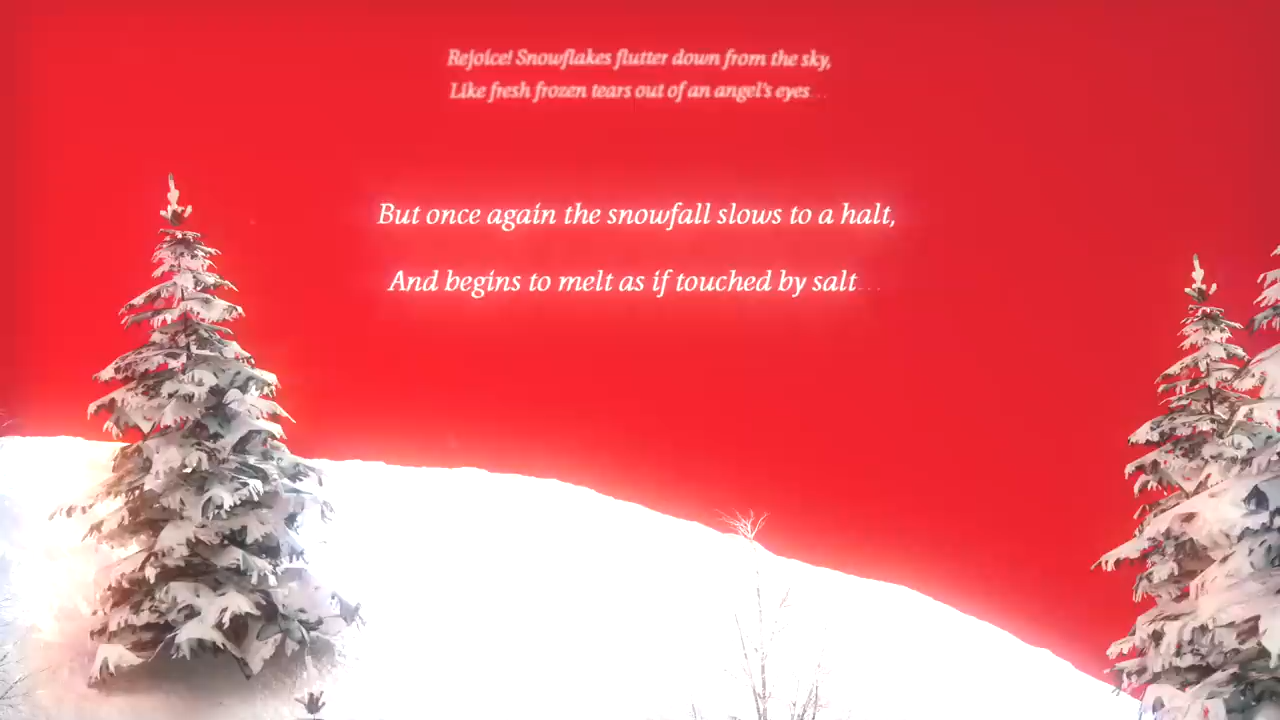 Rejoice! Snowflakes flutter down from the sky,
Like fresh frozen tears out of an angel's eyes...
But once again the snowfall slows to a halt,
And begins to melt as if touched by salt...